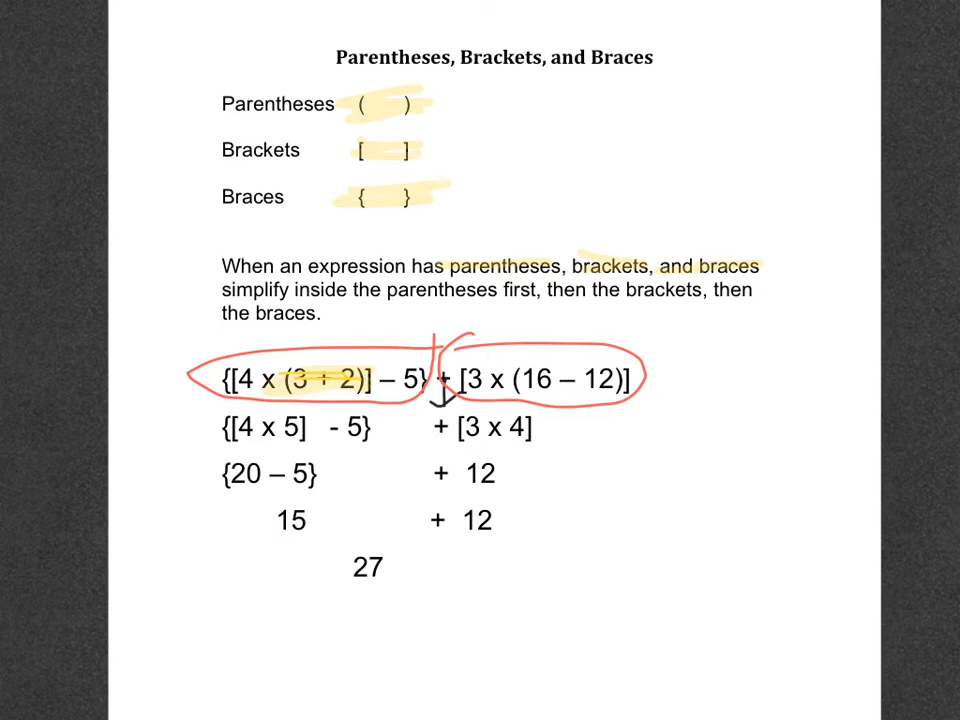 Parentheses, Brackets, and Braces
Parentheses ( )
Brackets [ ]
Braces { }
When an expression has parentheses, brackets, and braces
simplify inside the parentheses first, then the brackets, then
the braces.
{[4 x (3 + 2)] – 5} + [3 x (16 – 12)]
{[4 x 5] - 5} + [3 x 4]
{20 – 5} + 12
15 + 12
27